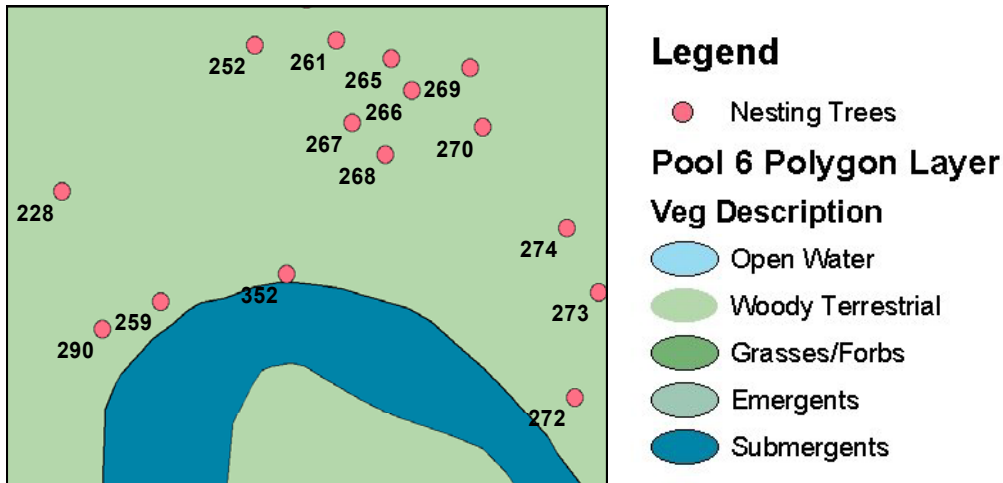 252
261
265
269
266
267
270
268
228
274
352
273
259
290
272
Legend
Nesting Trees
Pool 6 Polygon Layer
Veg Description
Open Water
Woody Terrestrial
Grasses/Forbs
Emergents
Submergents